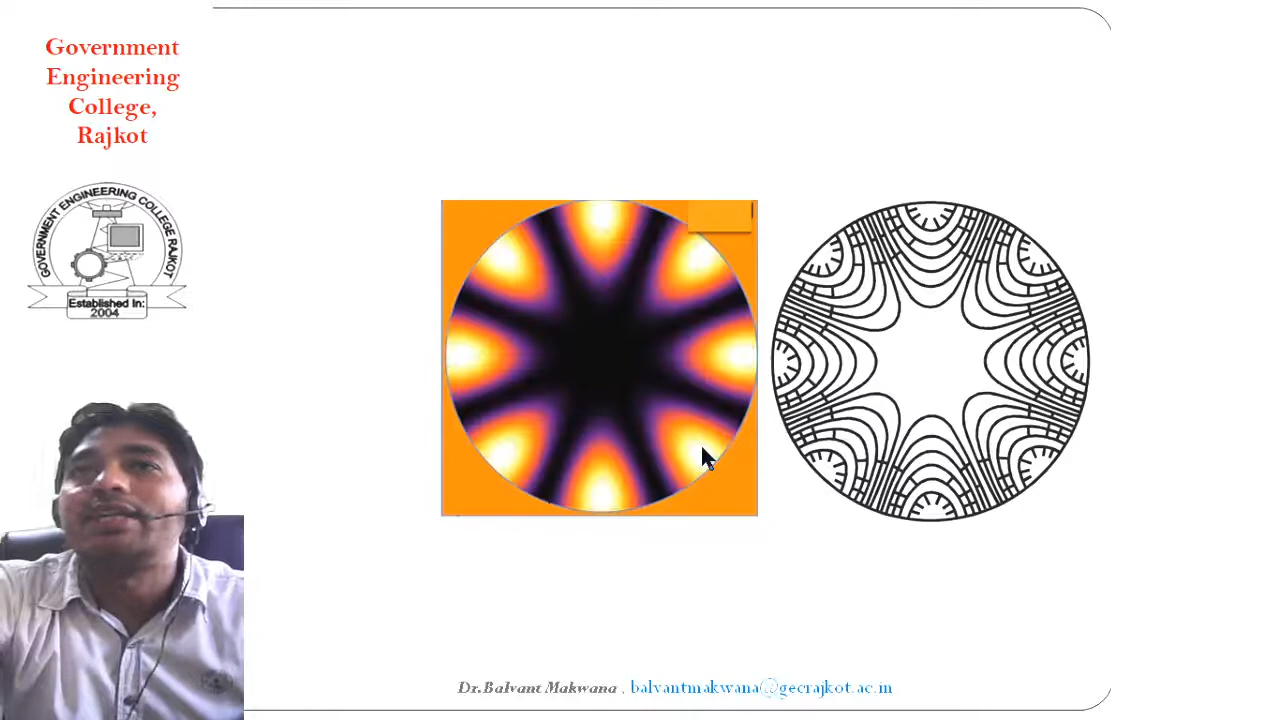 Government
Engineering
College,
Rajkot
GOVERNMENT ENGINEERING COLLEGE RAJKOT
Established In:
2004
Dr.Balvant Makwana , balvantmakwana@gecrajkot.ac.in